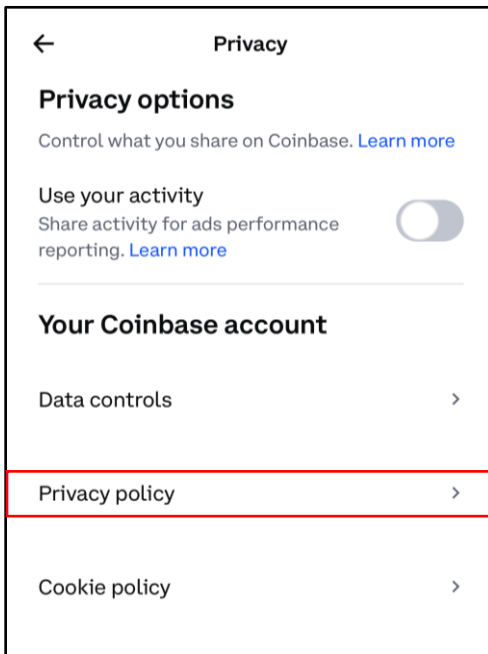 Privacy
Privacy options
Control what you share on Coinbase. Learn more
Use your activity
Share activity for ads performance
reporting. Learn more
Your Coinbase account
Data controls
Privacy policy
Cookie policy